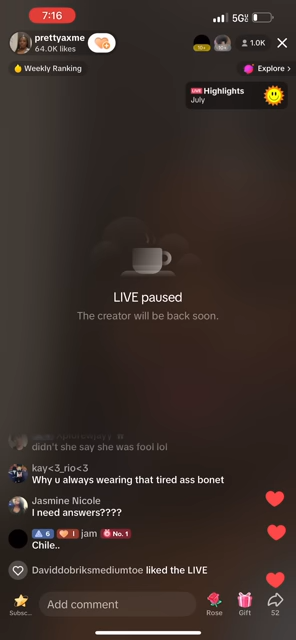 7:16
5G
prettyaxme
64.0K likes
1.0K
Weekly Ranking
Explore >
LIVE Highlights
July
LIVE paused
The creator will be back soon.
didn't she say she was fool lol
kay<3_rio<3
Why u always wearing that tired ass bonet
Jasmine Nicole
I need answers????
6 I jam No. 1
Chile..
Daviddobriksmediumtoe liked the LIVE
Subsc...
Add comment
Rose
Gift
52